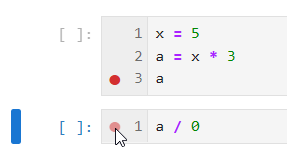 [ ]: 1 x = 5
2 a = x * 3
3 a
[ ]: 1 a / 0